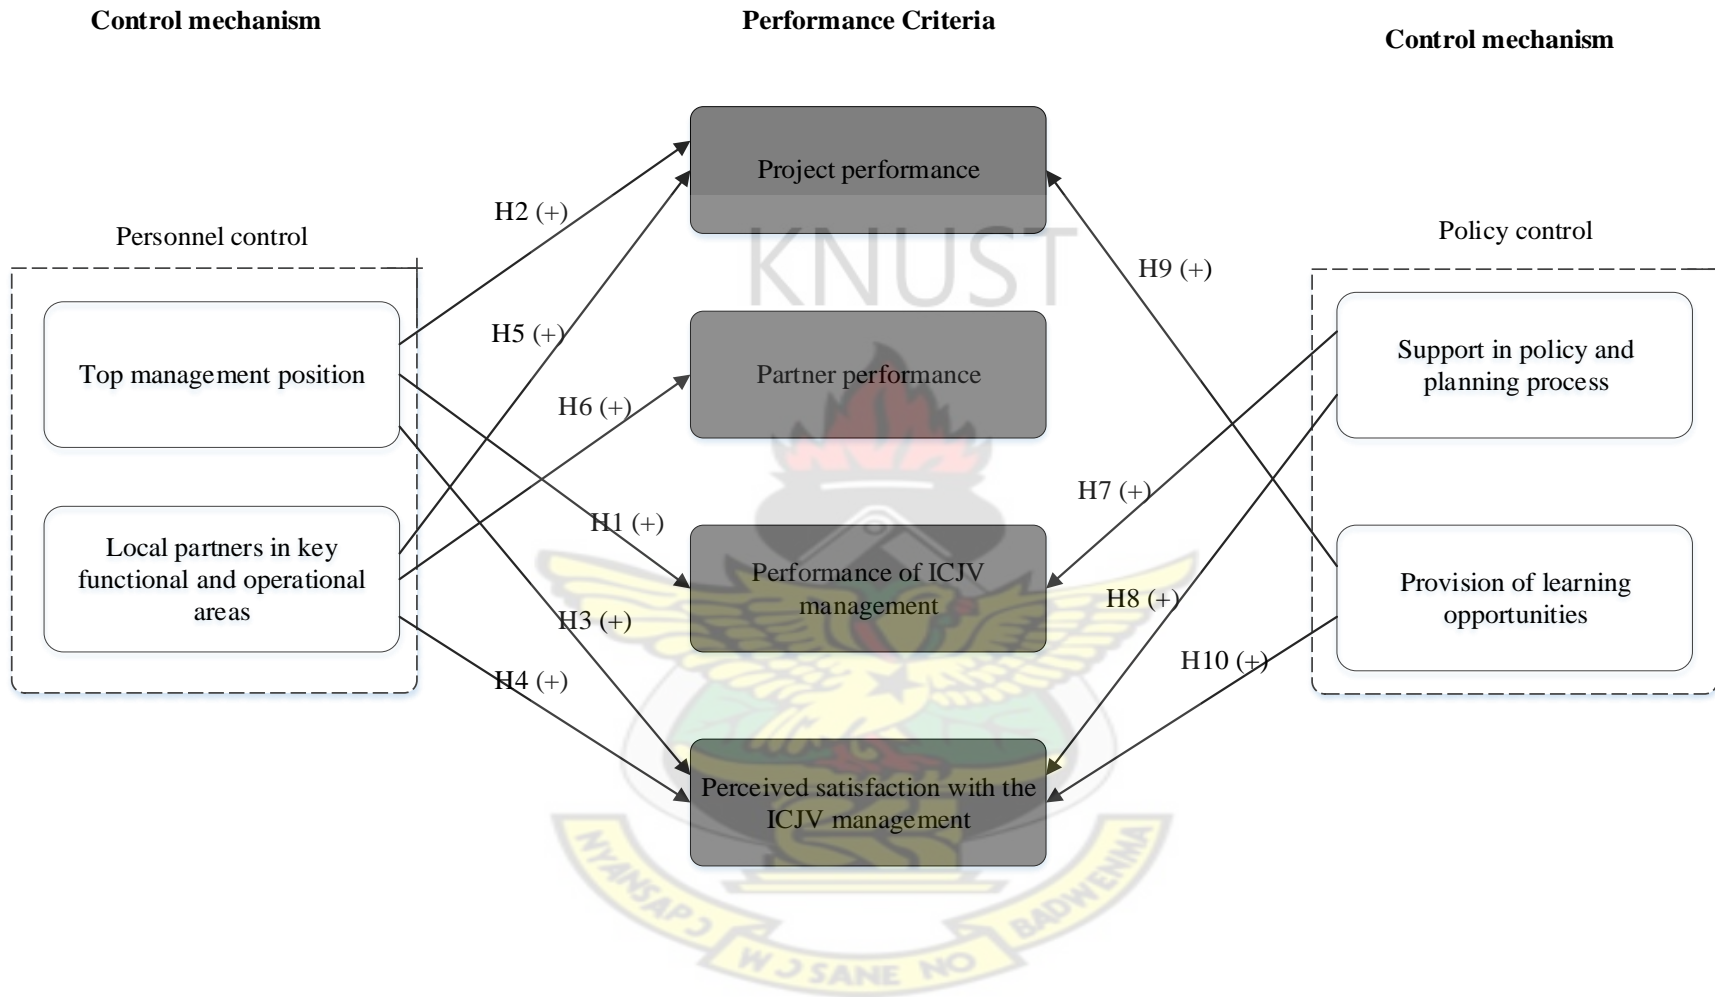 Control mechanism
Performance Criteria
Control mechanism
Personnel control
Top management position
Local partners in key
functional and operational
areas
H2 (+)
H5 (+)
H6 (+)
H1 (+)
H3 (+)
H4 (+)
Project performance
KNUST
Partner performance
Performance of ICJV
management
Perceived satisfaction with the
ICJV management
H9 (+)
H7 (+)
H8 (+)
H10 (+)
Policy control
Support in policy and
planning process
Provision of learning
opportunities
NYANSAPƆ
W Ɔ SANE NO
BADWENMA